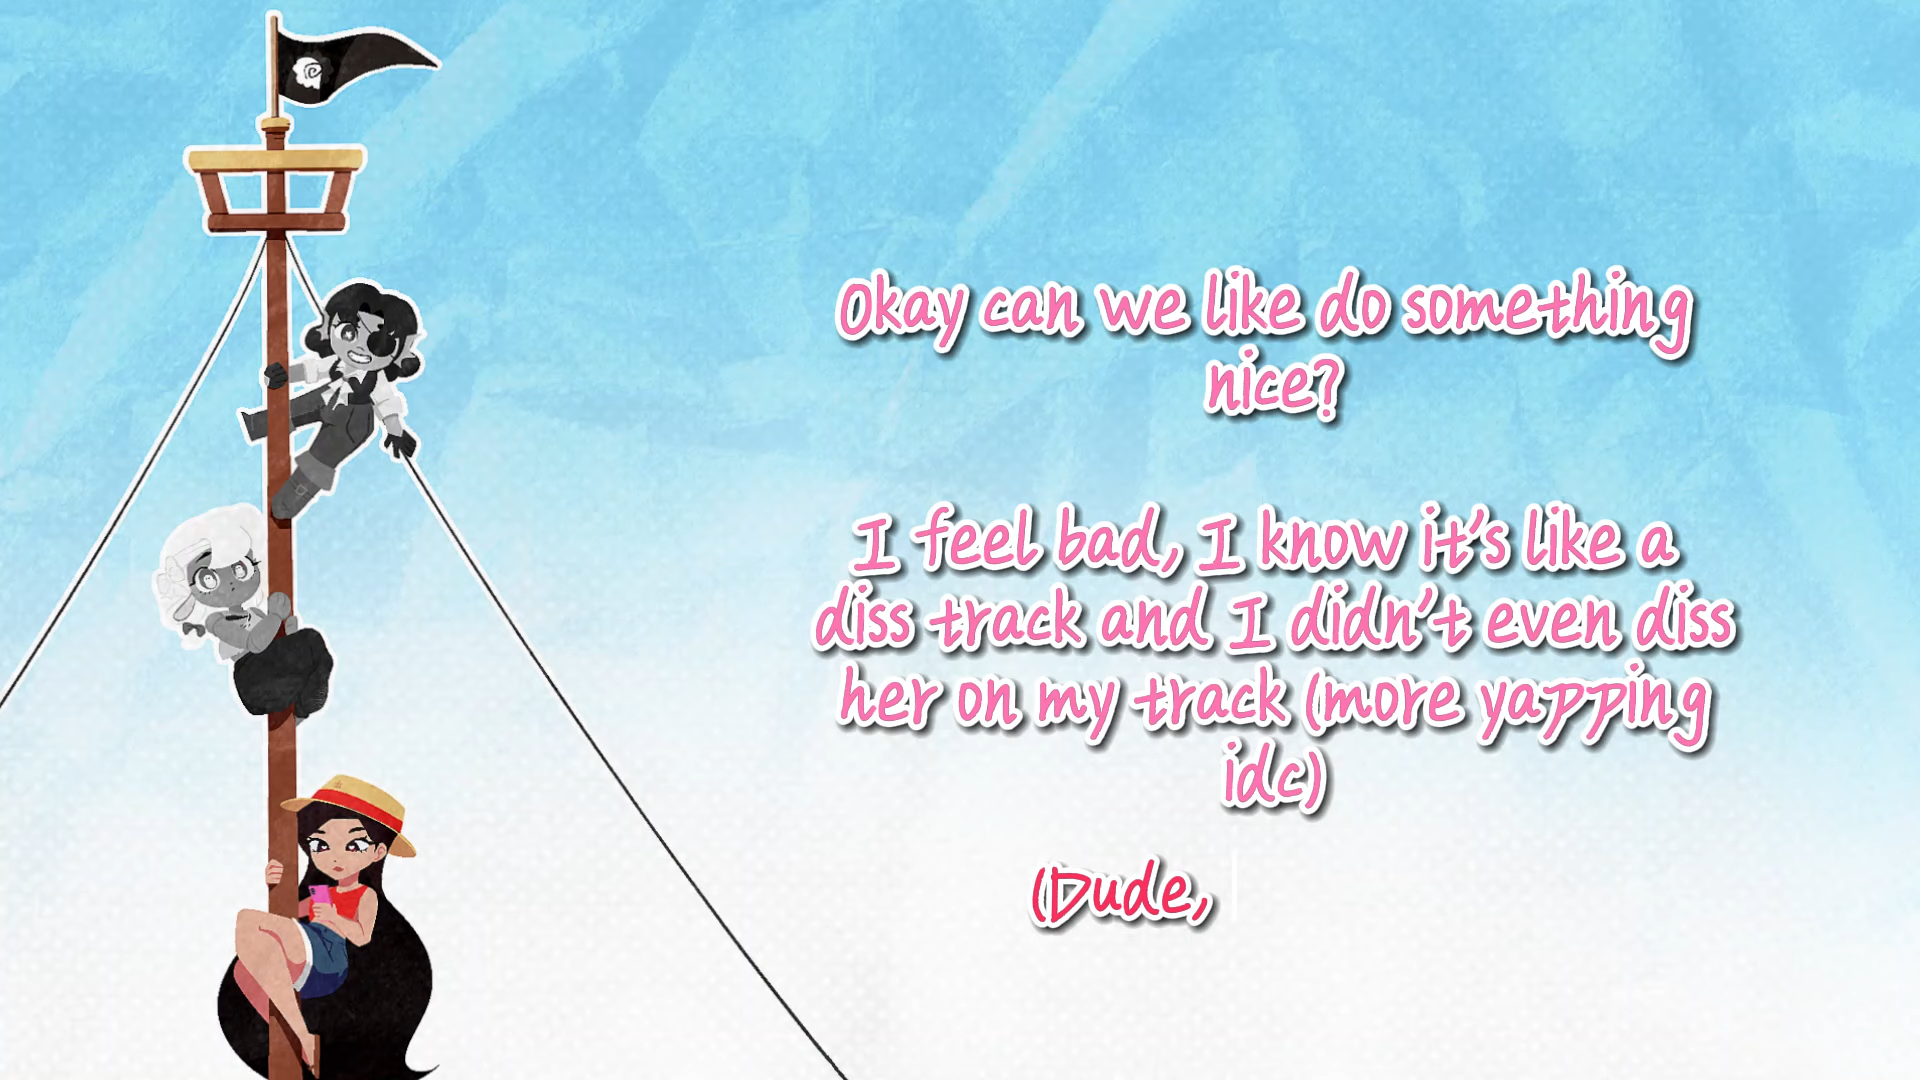 Okay can we like do something
nice?
I feel bad, I know it's like a
diss track and I didn't even diss
her on my track (more yapping
idc)
(Dude,